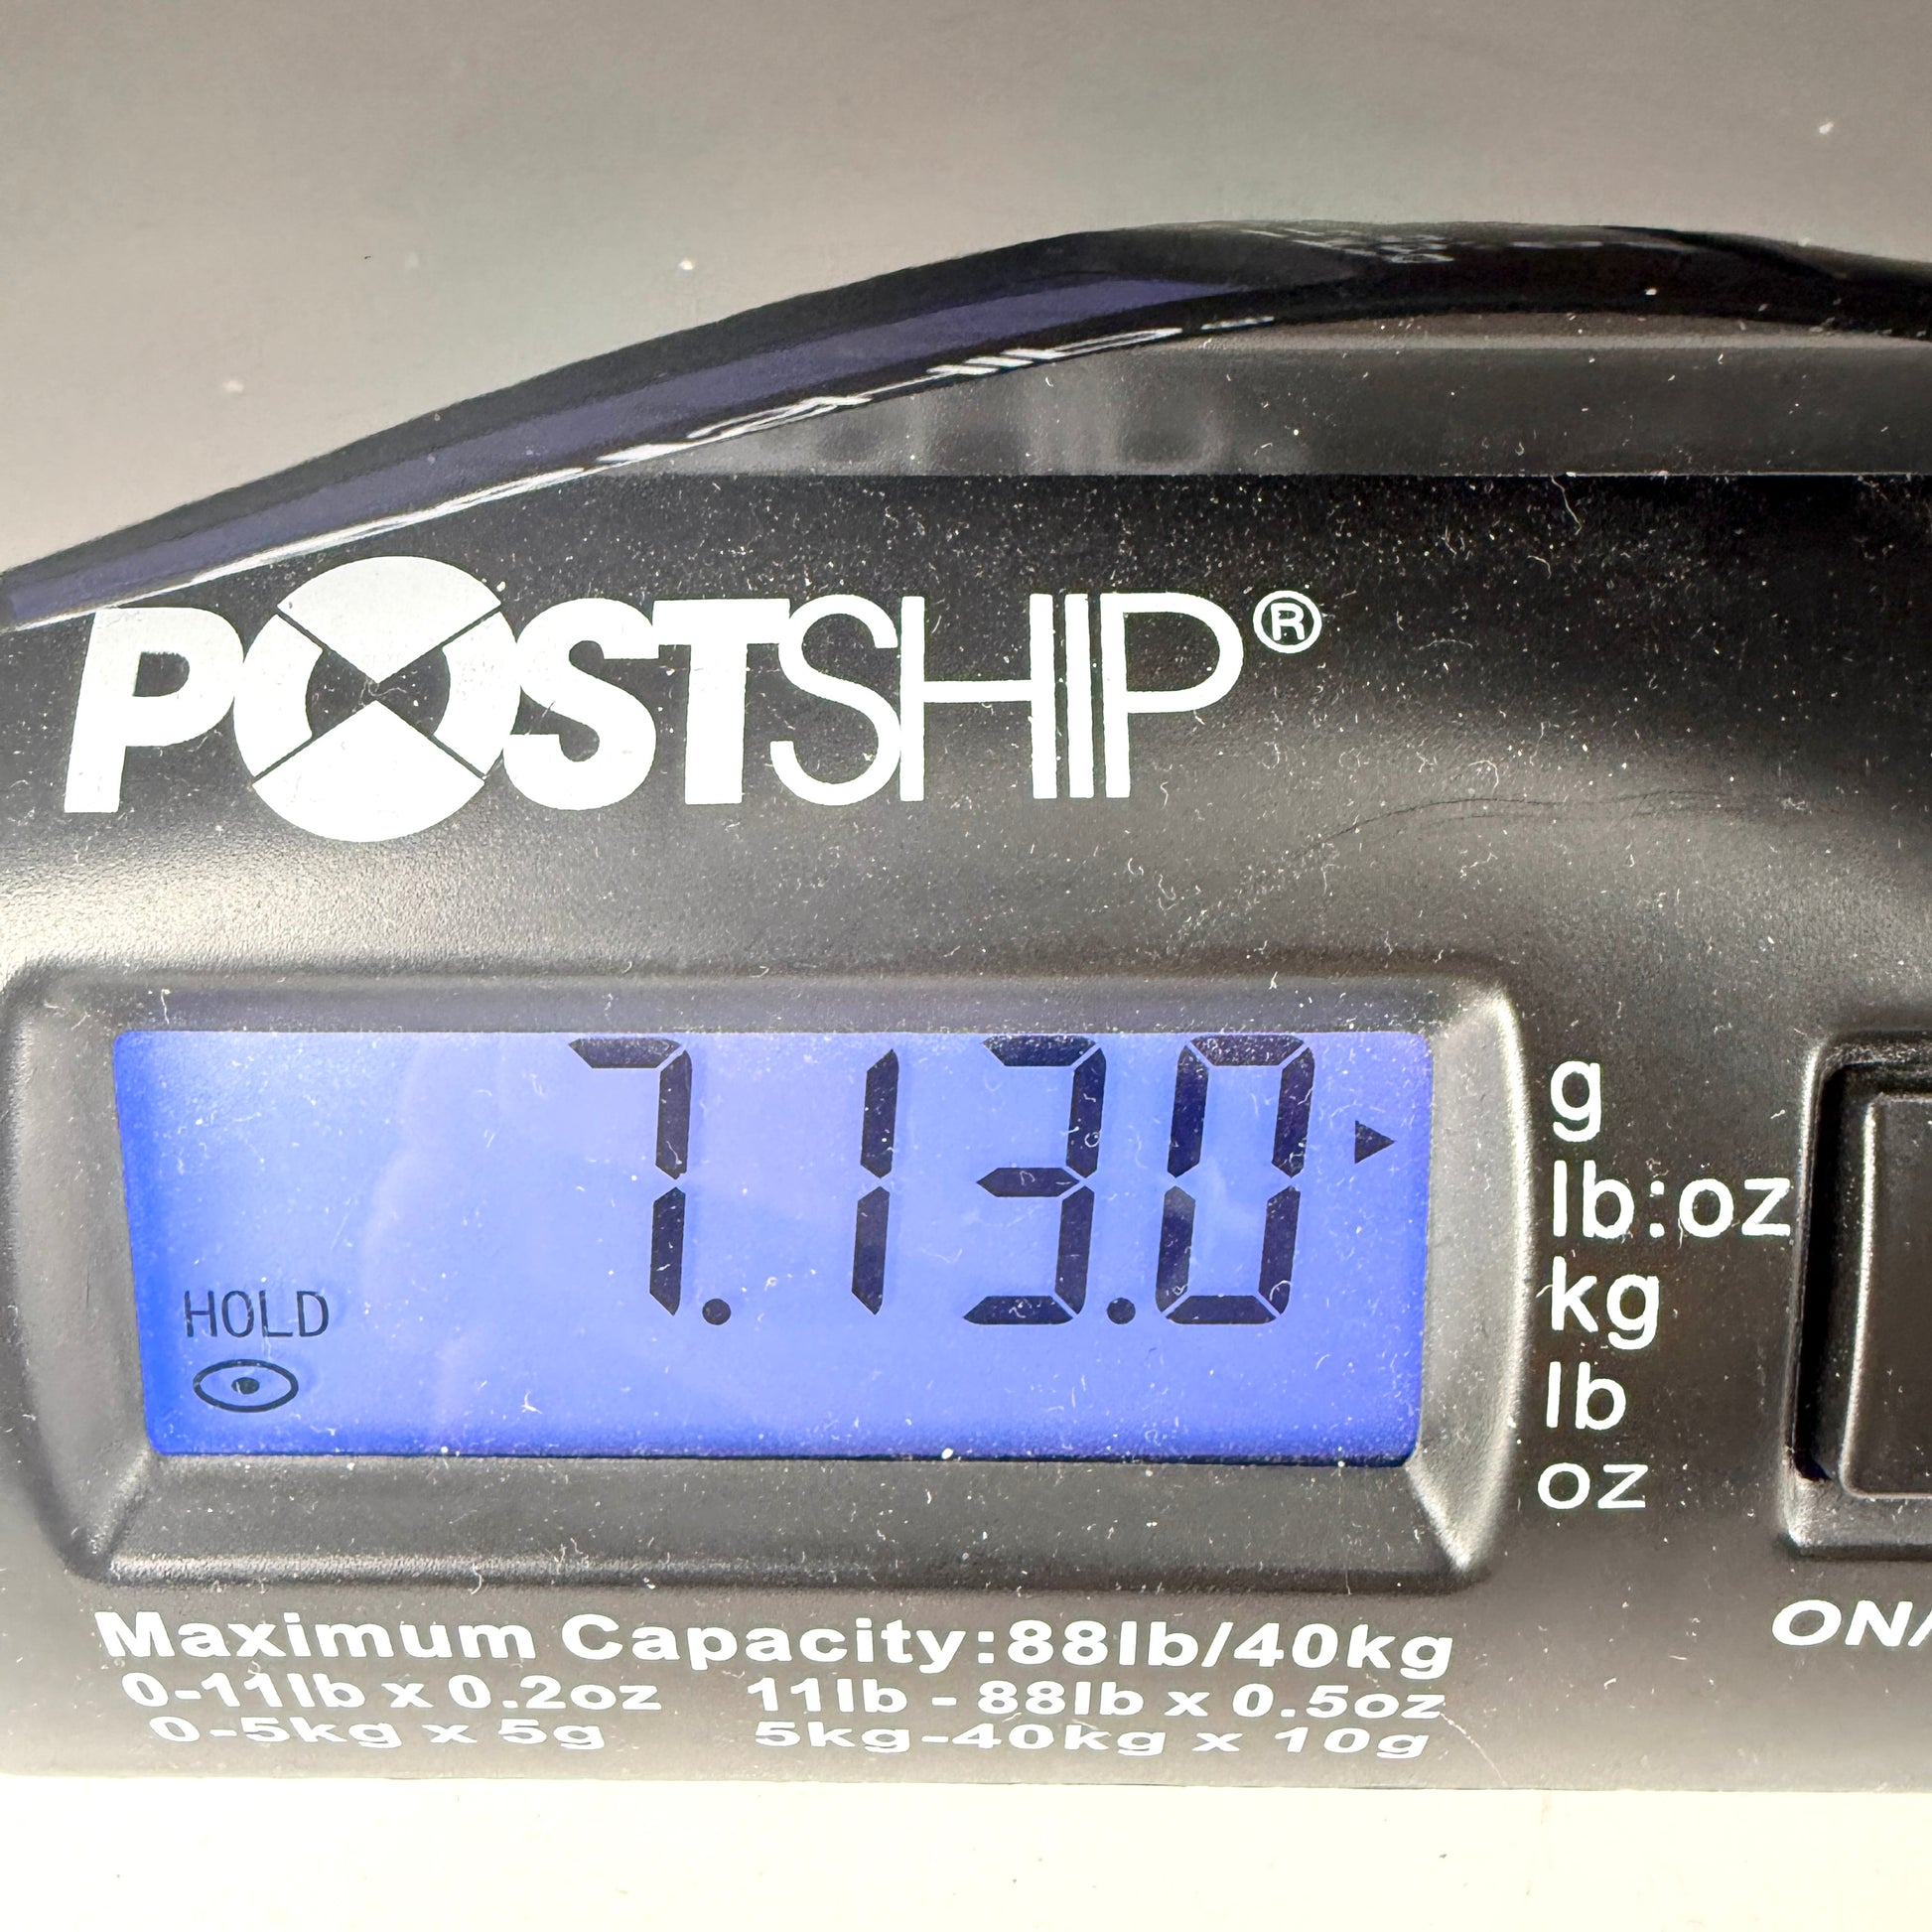 POSTSHIP®
7.13.0
HOLD
g
lb:oz
kg
lb
oz
ON/
Maximum Capacity:88lb/40kg
0-11lb x 0.2oz 11lb - 88lb x 0.5oz
0-5kg x 5g 5kg-40kg x 10g